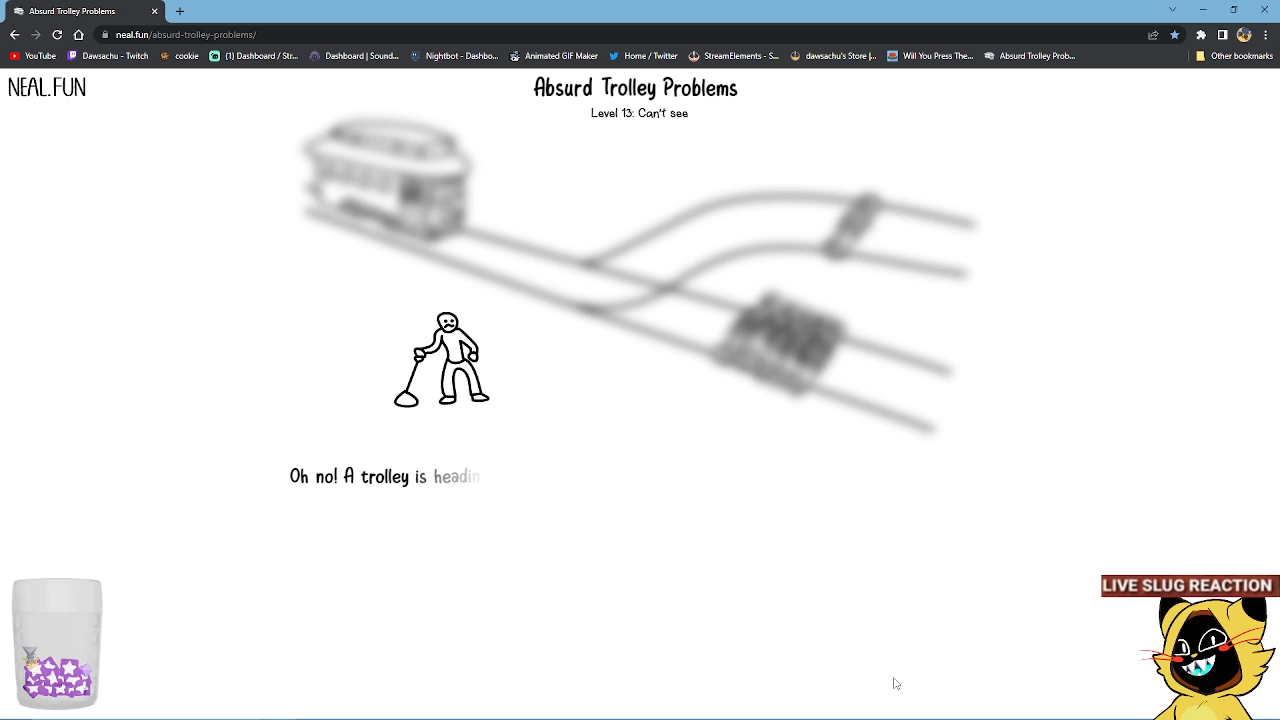 Absurd Trolley Problems
neal.fun/absurd-trolley-problems/
YouTube Dawsachu - Twitch cookie (1) Dashboard / Str... Dashboard | Sound... Nightbot - Dashbo... Animated GIF Maker Home / Twitter StreamElements - S... dawsachu's Store |... Will You Press The... Absurd Trolley Prob... Other bookmarks
NEAL.FUN
Absurd Trolley Problems
Level 13: Can't see
Oh no! A trolley is headin
LIVE SLUG REACTION